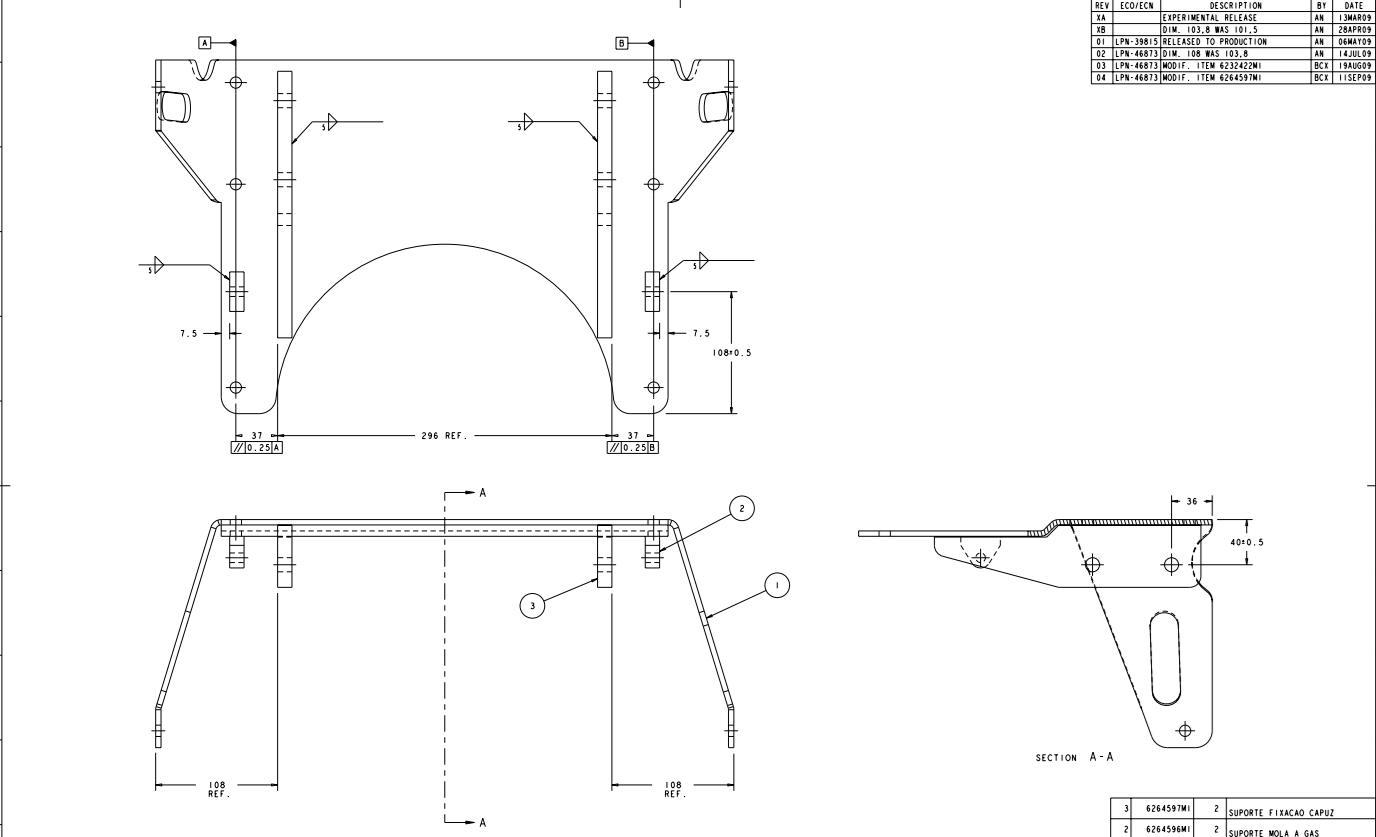 REV ECO/ECN DESCRIPTION BY DATE
XA EXPERIMENTAL RELEASE AN 13MAR09
XB DIM. 103,8 WAS 101,5 AN 28APR09
01 LPN-39815 RELEASED TO PRODUCTION AN 06MAY09
02 LPN-46873 DIM. 108 WAS 103,8 AN 14JUL09
03 LPN-46873 MODIF. ITEM 6232422M1 BCX 19AUG09
04 LPN-46873 MODIF. ITEM 6264597M1 BCX 11SEP09
A
B
5
5
5
5
7.5
7.5
108±0.5
37
296 REF.
37
// 0.25 A
// 0.25 B
A
2
36
40±0.5
3
1
SECTION A-A
108
REF.
108
REF.
A
3 6264597M1 2 SUPORTE FIXACAO CAPUZ
2 6264596M1 2 SUPORTE MOLA A GAS